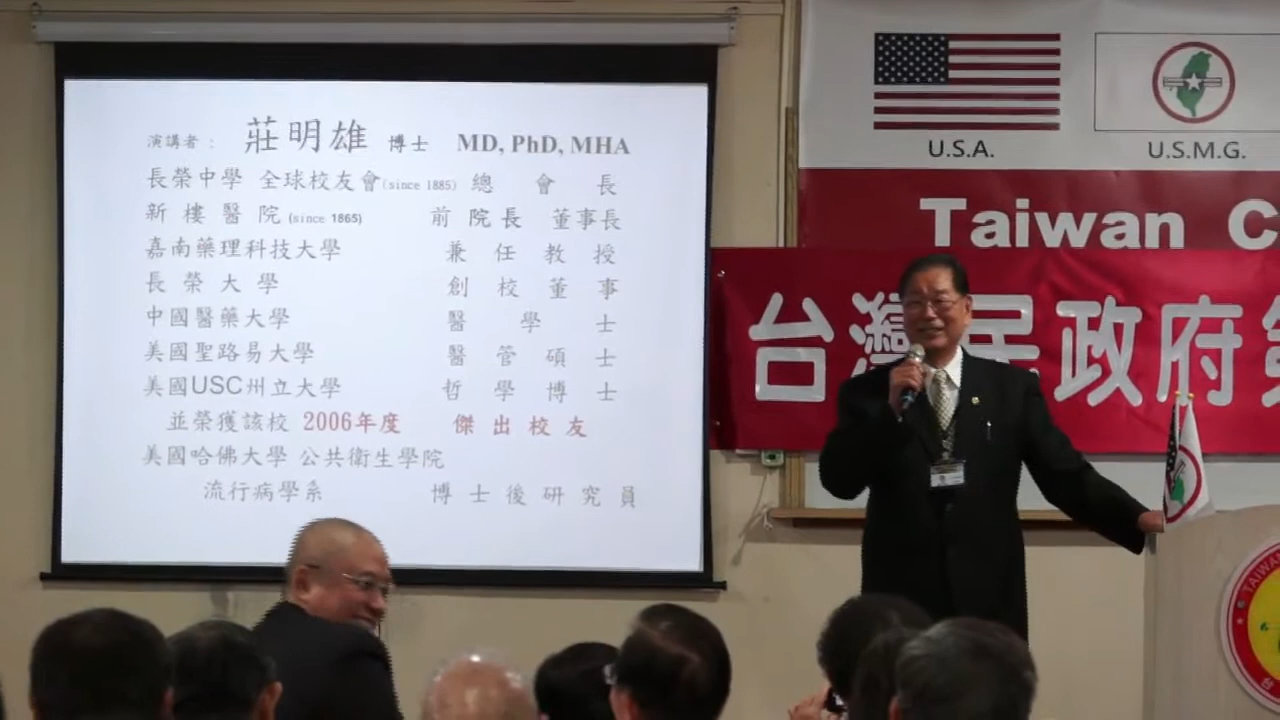 演講者： 莊明雄 博士 MD, PhD, MHA
長榮中學 全球校友會(since 1885) 總會長
新樓醫院 (since 1865) 前院長 董事長
嘉南藥理科技大學 兼任教授
長榮大學 創校董事
中國醫藥大學 醫學士
美國聖路易大學 醫管碩士
美國USC州立大學 哲學博士
並榮獲該校 2006年度 傑出校友
美國哈佛大學 公共衛生學院
流行病學系 博士後研究員
U.S.A.
U.S.M.G.
Taiwan C
台灣民政府
TAIWAN